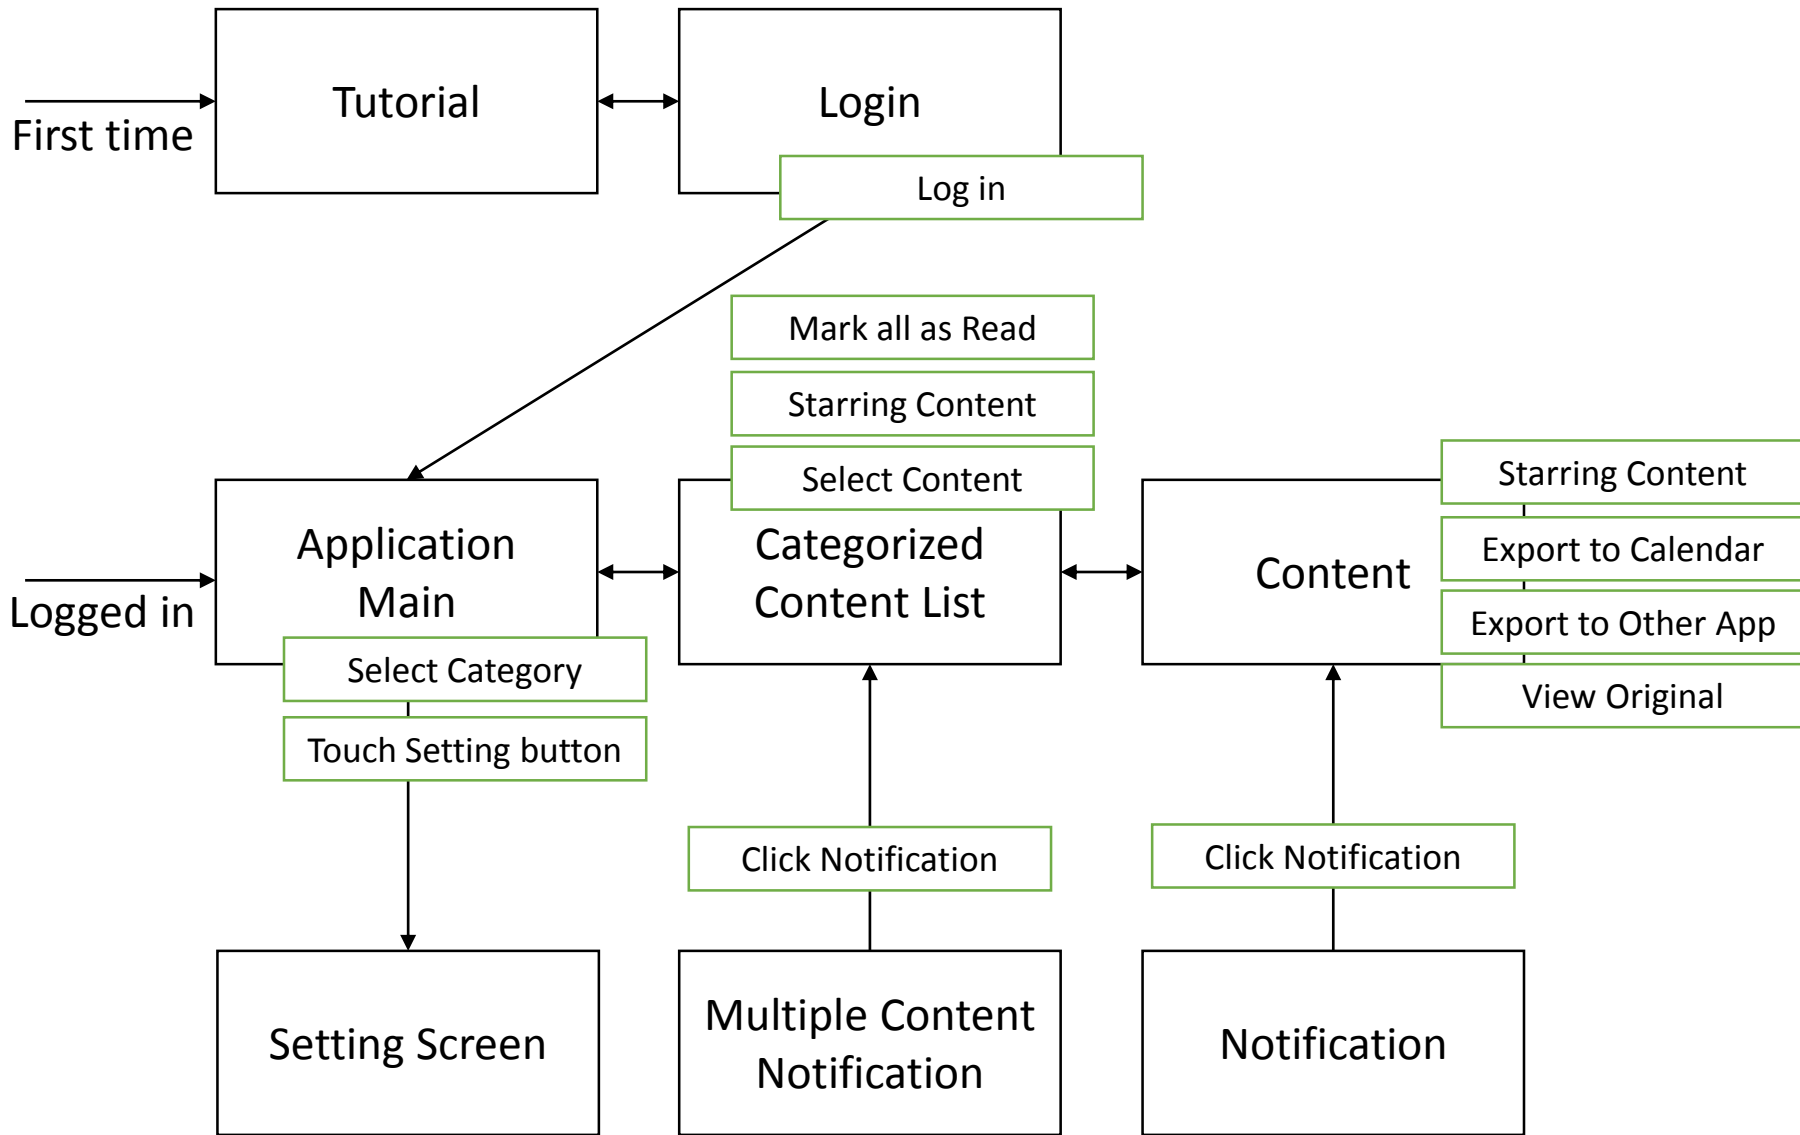 Tutorial
Login
First time
Log in
Mark all as Read
Starring Content
Select Content
Starring Content
Application
Main
Categorized
Content List
Content
Export to Calendar
Logged in
Export to Other App
Select Category
View Original
Touch Setting button
Click Notification
Click Notification
Setting Screen
Multiple Content
Notification
Notification